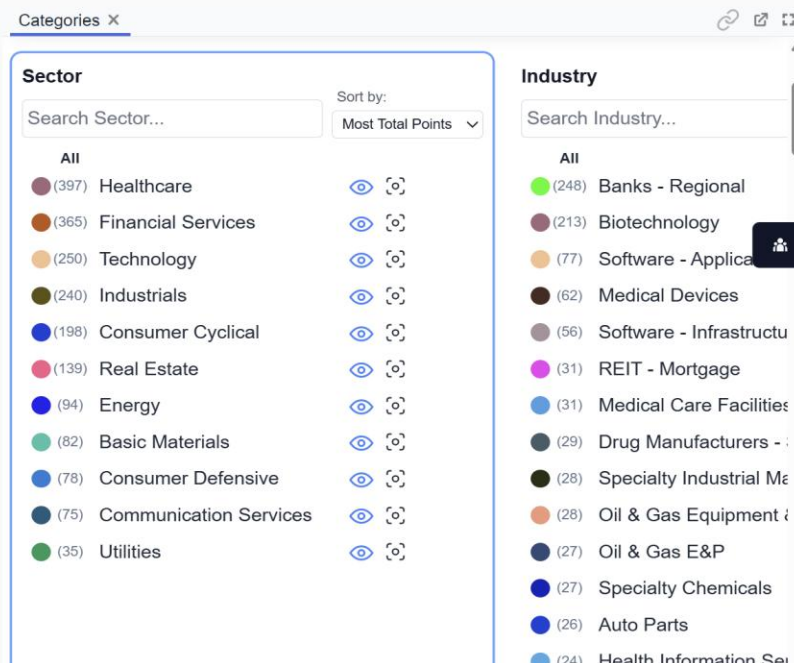 Categories
Sector
Sort by:
Search Sector...
Most Total Points
All
(397) Healthcare
(365) Financial Services
(250) Technology
(240) Industrials
(198) Consumer Cyclical
(139) Real Estate
(94) Energy
(82) Basic Materials
(78) Consumer Defensive
(75) Communication Services
(35) Utilities
Industry
Search Industry...
All
(248) Banks - Regional
(213) Biotechnology
(77) Software - Applica
(62) Medical Devices
(56) Software - Infrastructu
(31) REIT - Mortgage
(31) Medical Care Facilities
(29) Drug Manufacturers -
(28) Specialty Industrial Ma
(28) Oil & Gas Equipment &
(27) Oil & Gas E&P
(27) Specialty Chemicals
(26) Auto Parts
(24) Health Information Ser